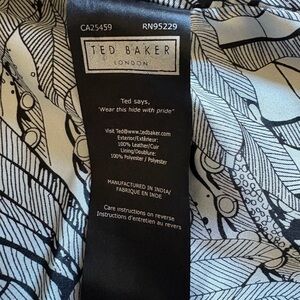 CA25459 RN95229
TED BAKER
LONDON
Ted says,
'Wear this hide with pride"
Visit Ted@www.tedbaker.com
Exterior/Extérieur:
100% Leather/Cuir
Lining/Doublure:
100% Polyester / Polyester
MANUFACTURED IN INDIA/
FABRIQUE EN INDE
Care instructions on reverse
Instructions d'entretien au revers